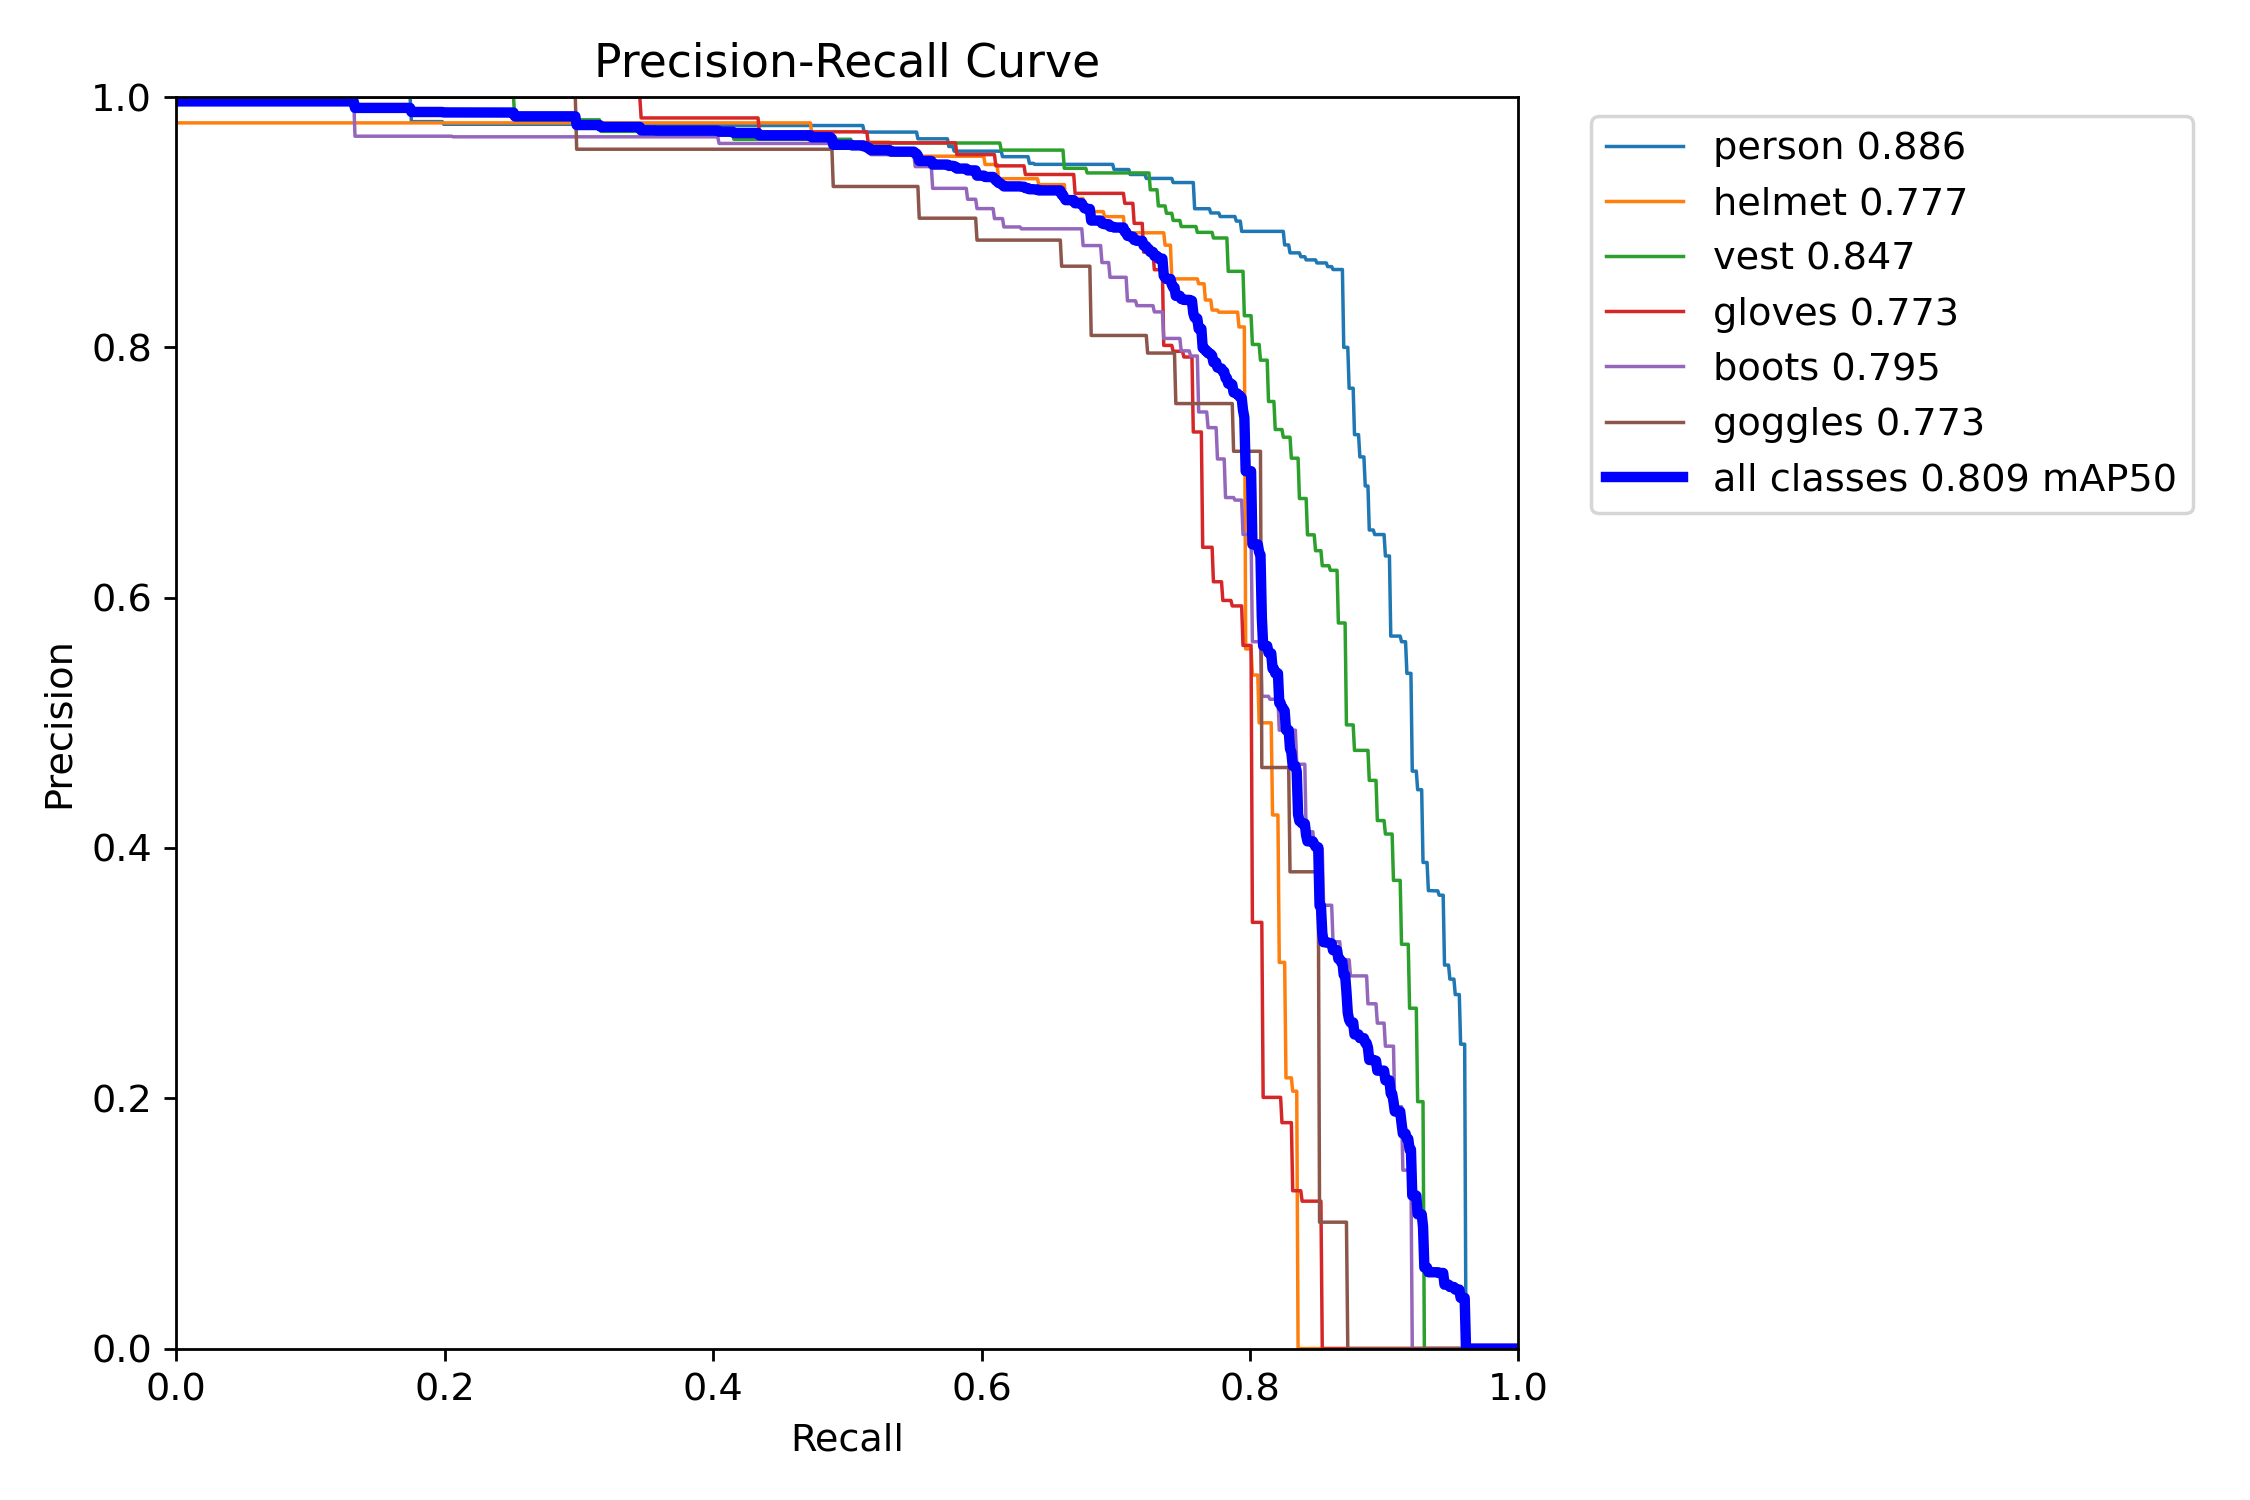 Precision-Recall Curve
1.0
0.8
0.6
0.4
0.2
0.0
Precision
0.0 0.2 0.4 0.6 0.8 1.0
Recall
person 0.886
helmet 0.777
vest 0.847
gloves 0.773
boots 0.795
goggles 0.773
all classes 0.809 mAP50